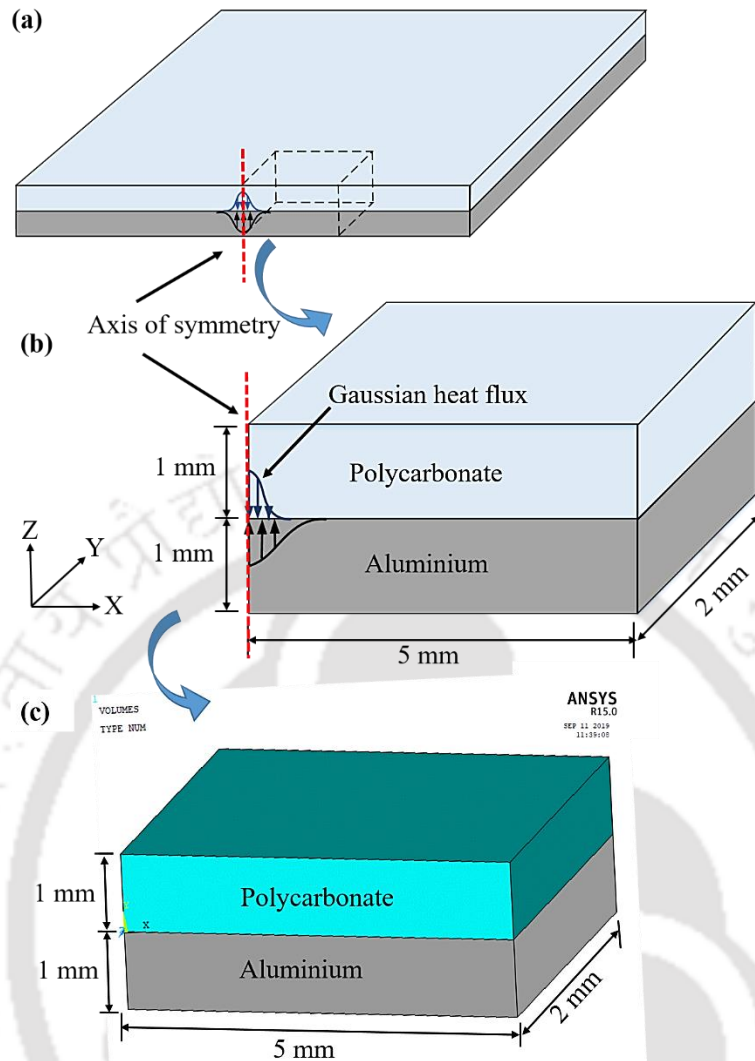 (a)
Axis of symmetry
(b)
Gaussian heat flux
1 mm
Polycarbonate
1 mm
Aluminium
Z
Y
X
2 mm
5 mm
(c)
1
VOLUMES
TYPE NUM
ANSYS
R15.0
SEP 11 2019
11:39:08
1 mm
Polycarbonate
X
1 mm
Aluminium
2 mm
5 mm